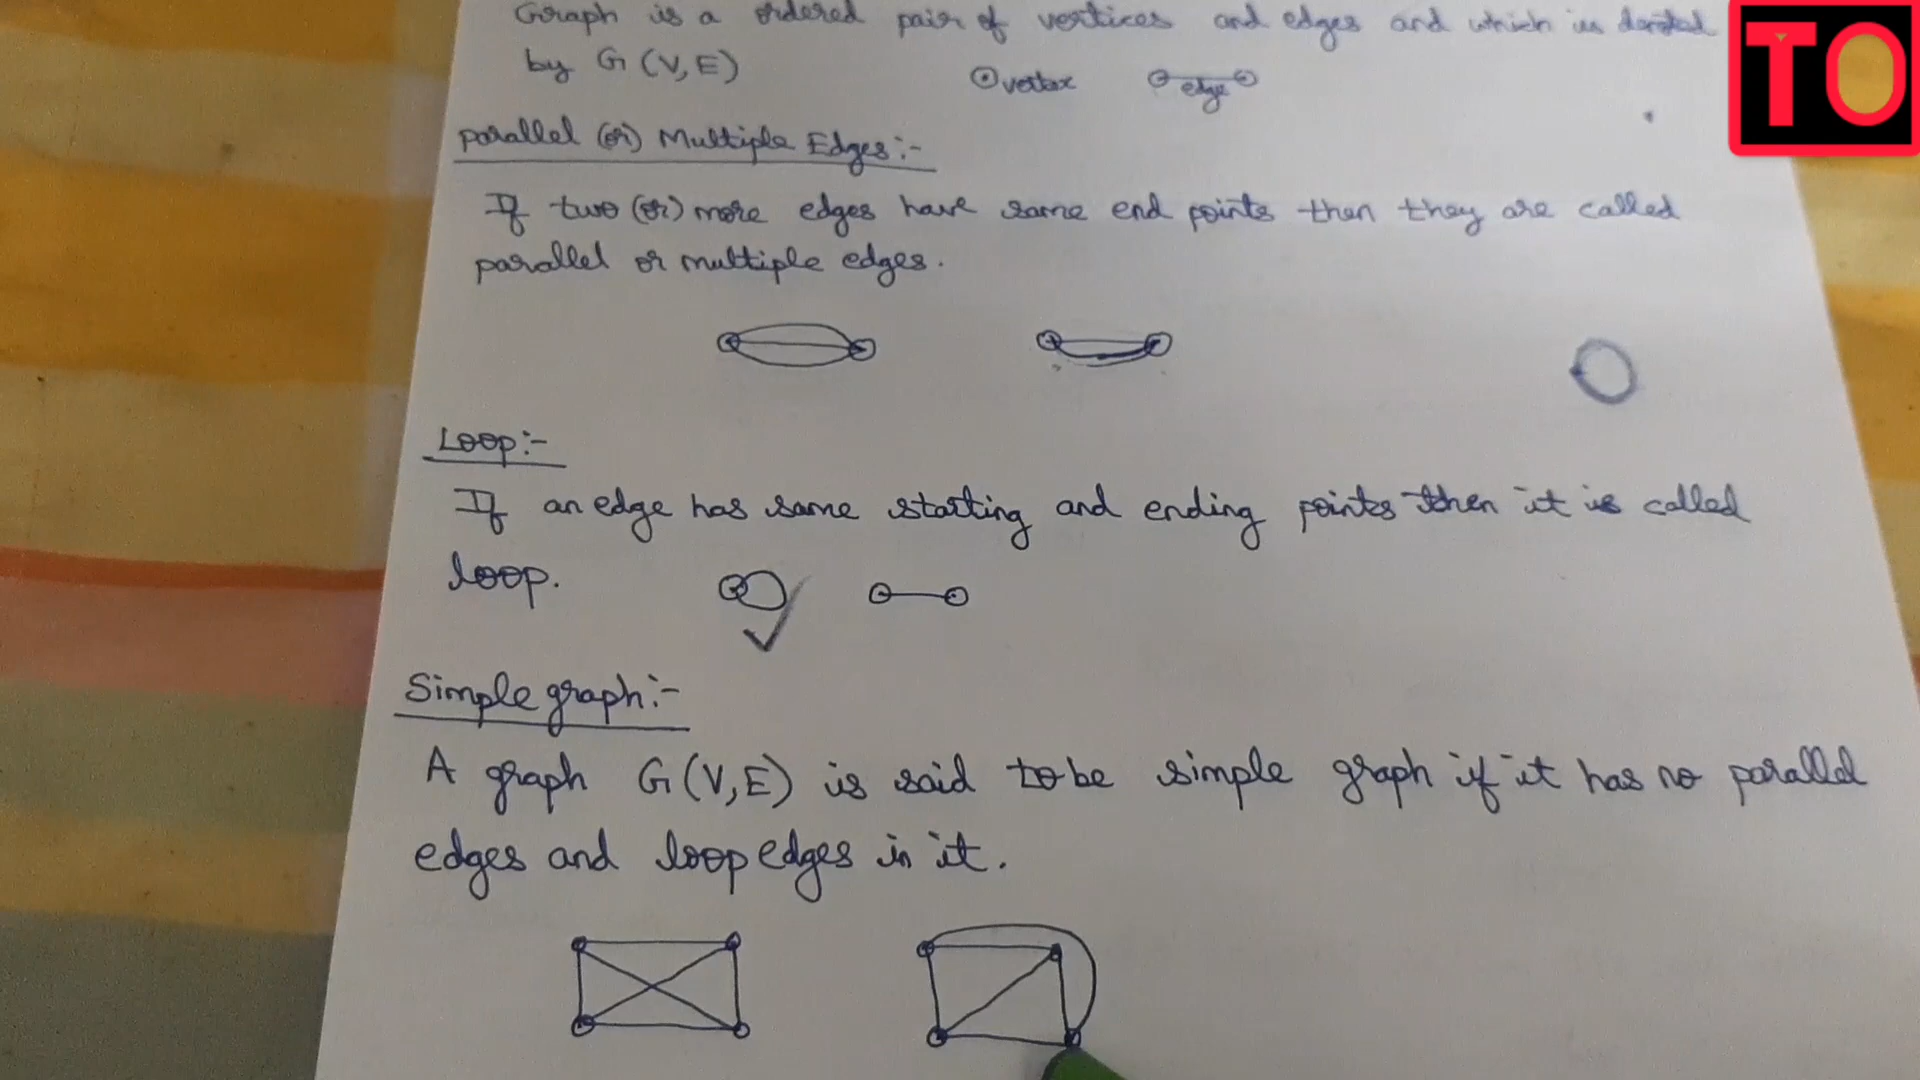 Graph is a ordered pair of vertices and edges and which is denoted
by G (V, E)
vertex
edge
TO
Parallel (or) Multiple Edges:-
If two (or) more edges have same end points then they are called
parallel or multiple edges.
Loop:-
If an edge has same starting and ending points then it is called
loop.
Simple graph:-
A graph G(V, E) is said to be simple graph if it has no parallel
edges and loop edges in it.